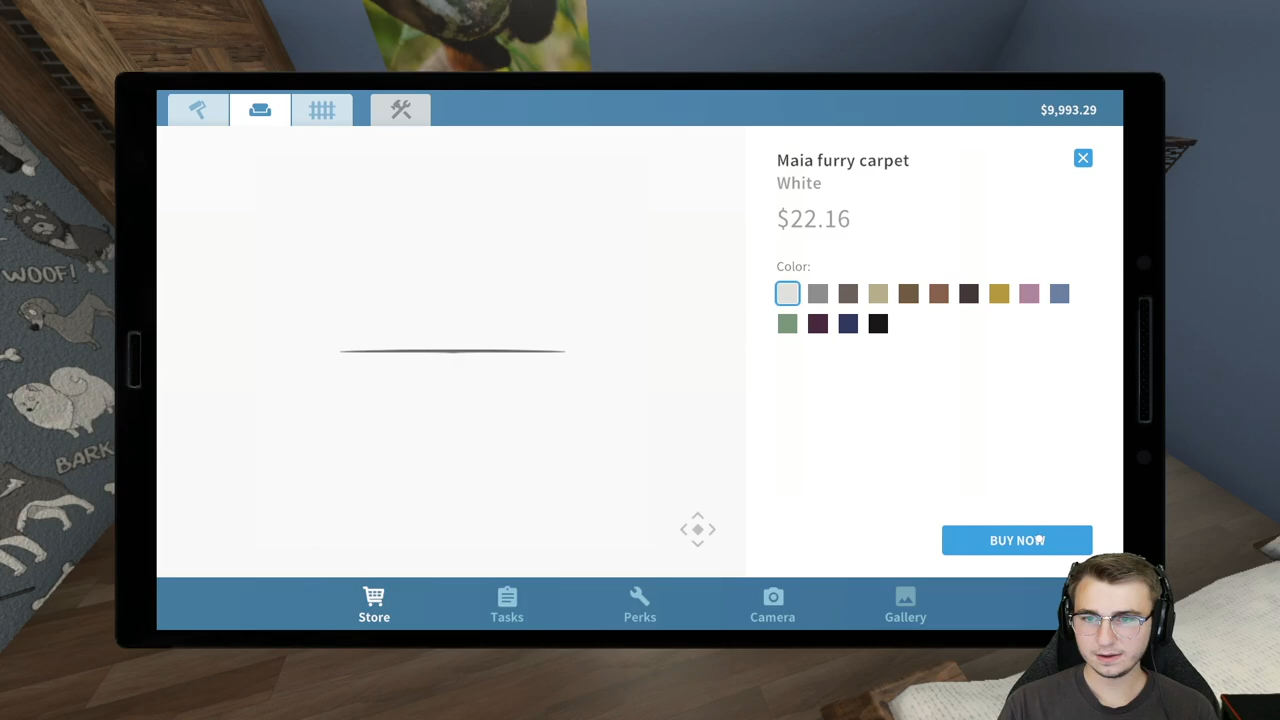 $9,993.29
Maia furry carpet
White
$22.16
Color:
BUY NOW
Store
Tasks
Perks
Camera
Gallery
WOOF!
BARK